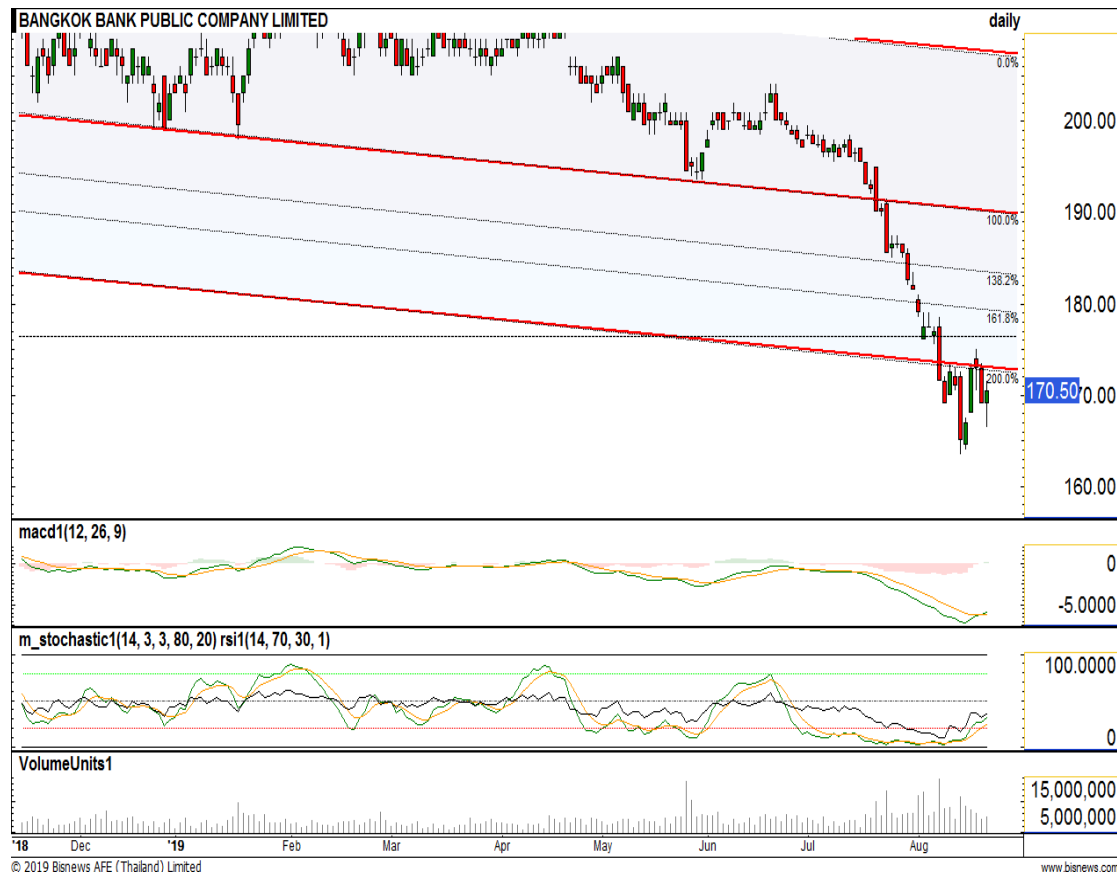 BANGKOK BANK PUBLIC COMPANY LIMITED daily
0.0%
200.00
100.0%
190.00
138.2%
180.00
161.8%
200.0%
170.50
70.00
160.00
macd1(12, 26, 9)
0
-5.0000
m_stochastic1(14, 3, 3, 80, 20) rsi1(14, 70, 30, 1)
100.0000
0
VolumeUnits1
15,000,000
5,000,000
'18 Dec '19 Feb Mar Apr May Jun Jul Aug
© 2019 Bisnews AFE (Thailand) Limited www.bisnews.com